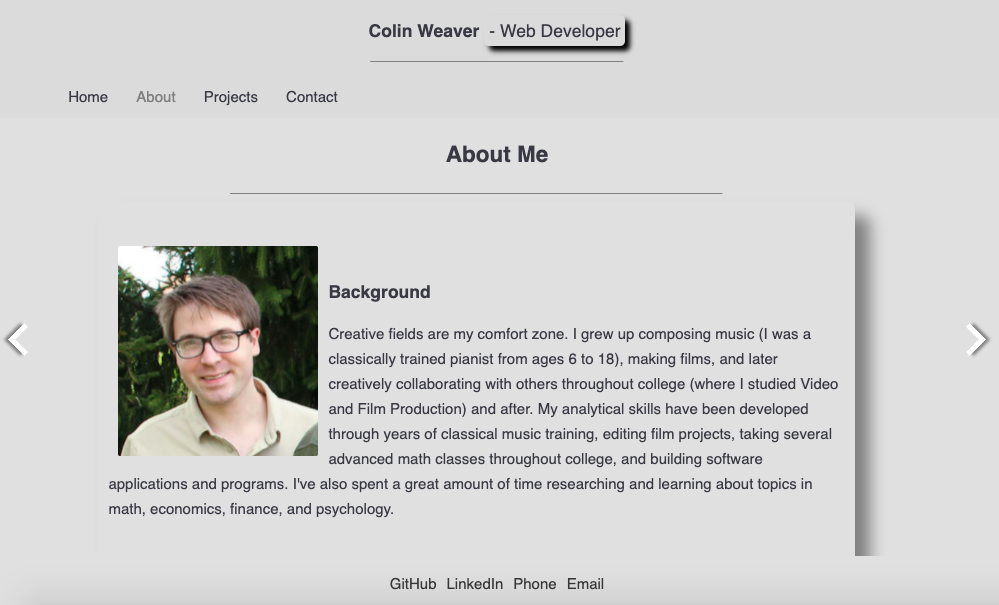 Colin Weaver - Web Developer
Home About Projects Contact
About Me
Background
Creative fields are my comfort zone. I grew up composing music (I was a
classically trained pianist from ages 6 to 18), making films, and later
creatively collaborating with others throughout college (where I studied Video
and Film Production) and after. My analytical skills have been developed
through years of classical music training, editing film projects, taking several
advanced math classes throughout college, and building software
applications and programs. I've also spent a great amount of time researching and learning about topics in
math, economics, finance, and psychology.
GitHub LinkedIn Phone Email